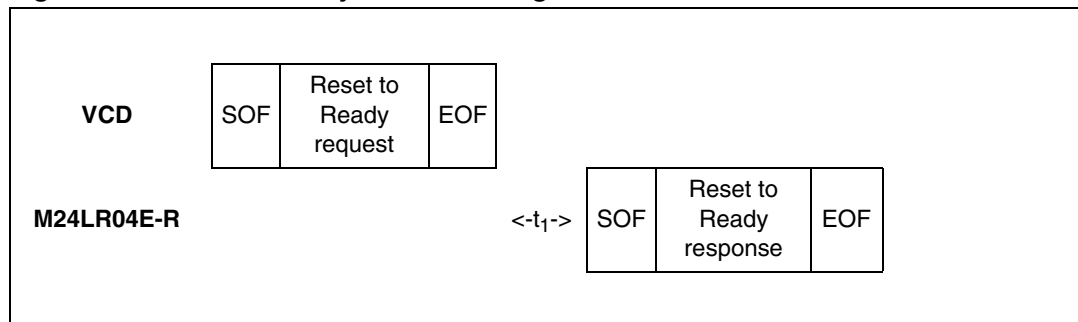 VCD
SOF
Reset to
Ready
request
EOF
M24LR04E-R
<-t1->
SOF
Reset to
Ready
response
EOF